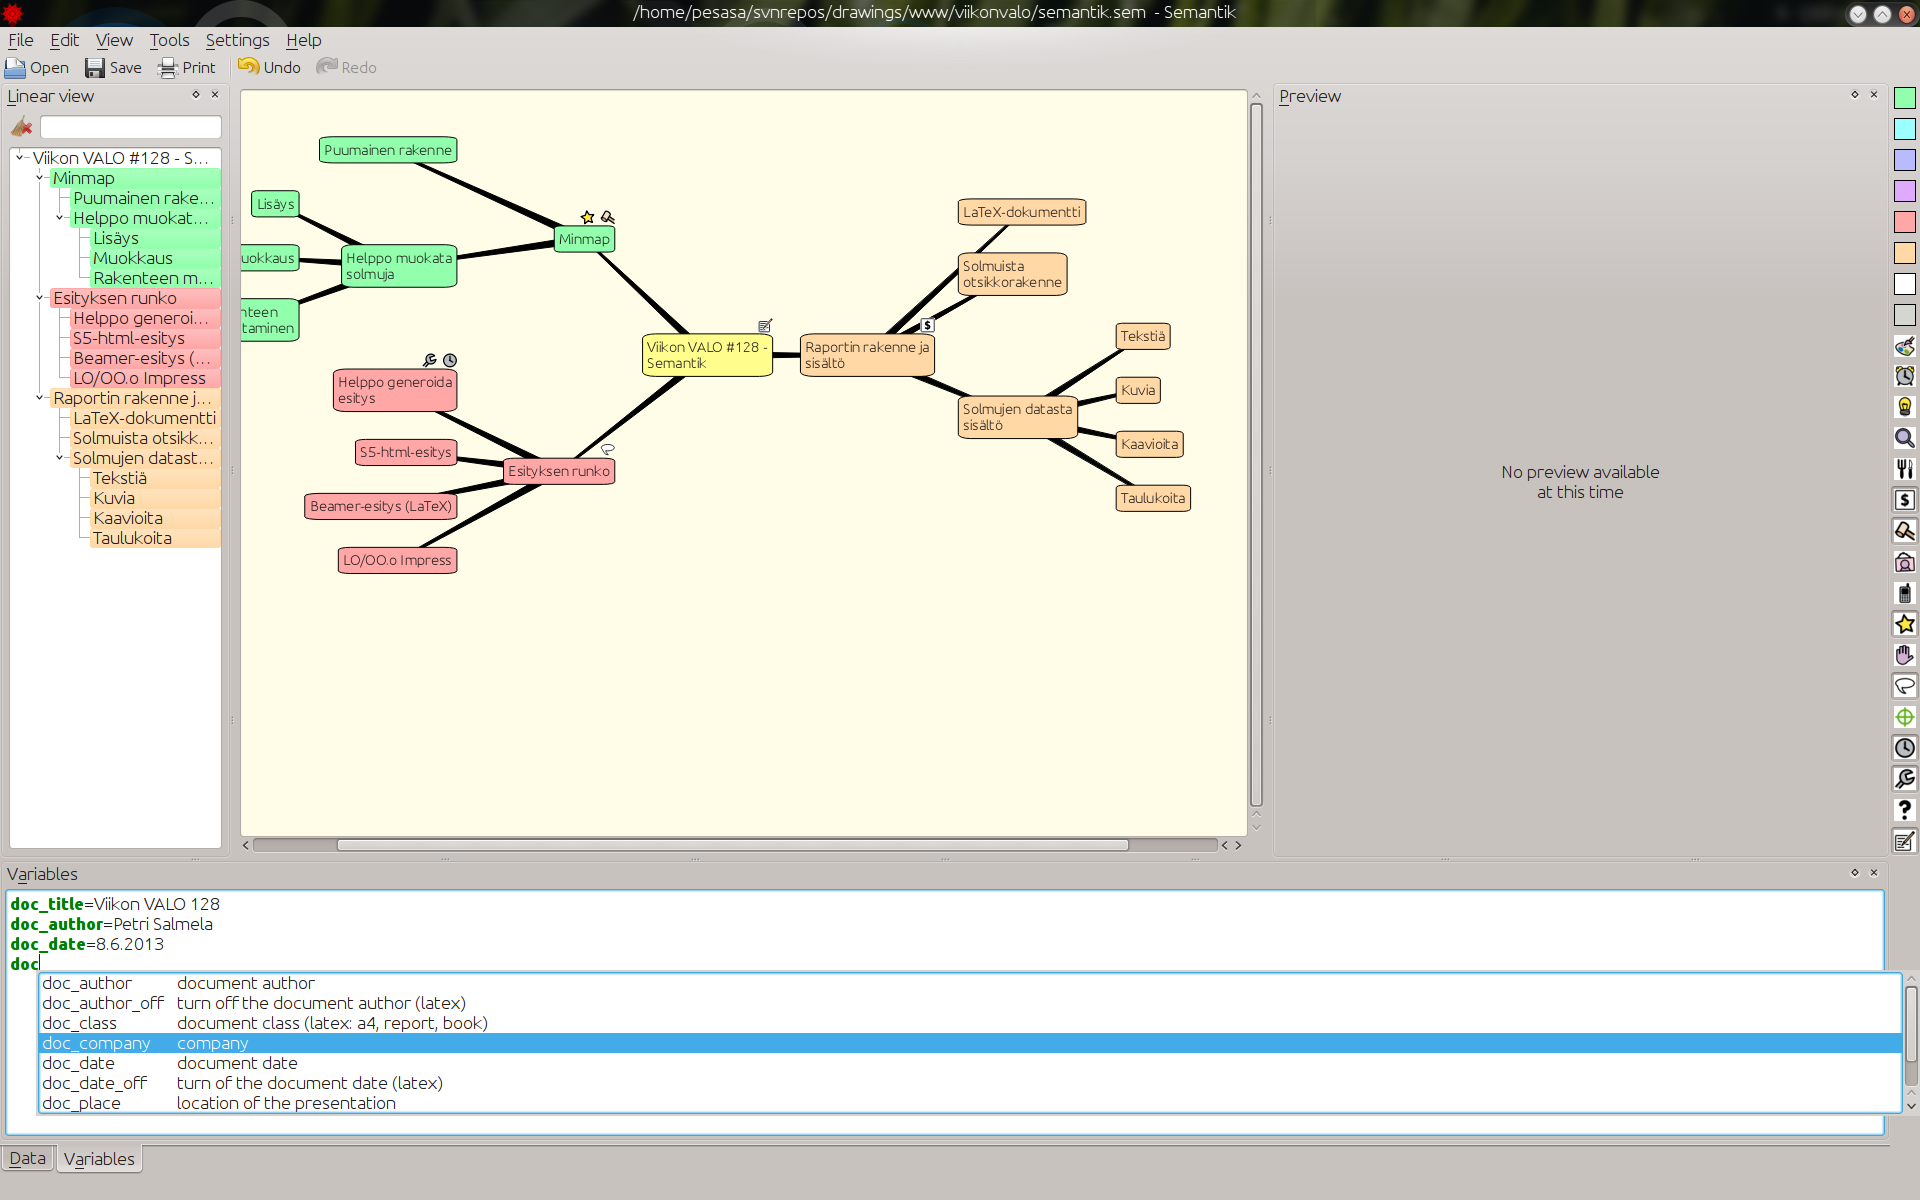 /home/pesasa/svnrepos/drawings/www/viikonvalo/semantik.sem - Semantik
File Edit View Tools Settings Help
Open Save Print Undo Redo
Linear view
Viikon VALO #128 - S...
Minmap
Puumainen rake...
Helppo muokat...
Lisäys
Muokkaus
Rakenteen m...
Esityksen runko
Helppo generoi...
S5-html-esitys
Beamer-esitys (...
LO/OO.o Impress
Raportin rakenne j...
LaTeX-dokumentti
Solmuista otsikk...
Solmujen datast...
Tekstiä
Kuvia
Kaavioita
Taulukoita
Puumainen rakenne
Lisäys
uokkaus
Helppo muokata
solmuja
nteen
taminen
Minmap
Helppo generoida
esitys
S5-html-esitys
Beamer-esitys (LaTeX)
LO/OO.o Impress
Esityksen runko
Viikon VALO #128 -
Semantik
Raportin rakenne ja
sisältö
LaTeX-dokumentti
Solmuista
otsikkorakenne
Solmujen datasta
sisältö
Tekstiä
Kuvia
Kaavioita
Taulukoita
Preview
No preview available
at this time
$
$
?
Variables
doc_title=Viikon VALO 128
doc_author=Petri Salmela
doc_date=8.6.2013
doc
doc_author document author
doc_author_off turn off the document author (latex)
doc_class document class (latex: a4, report, book)
doc_company company
doc_date document date
doc_date_off turn of the document date (latex)
doc_place location of the presentation
Data Variables